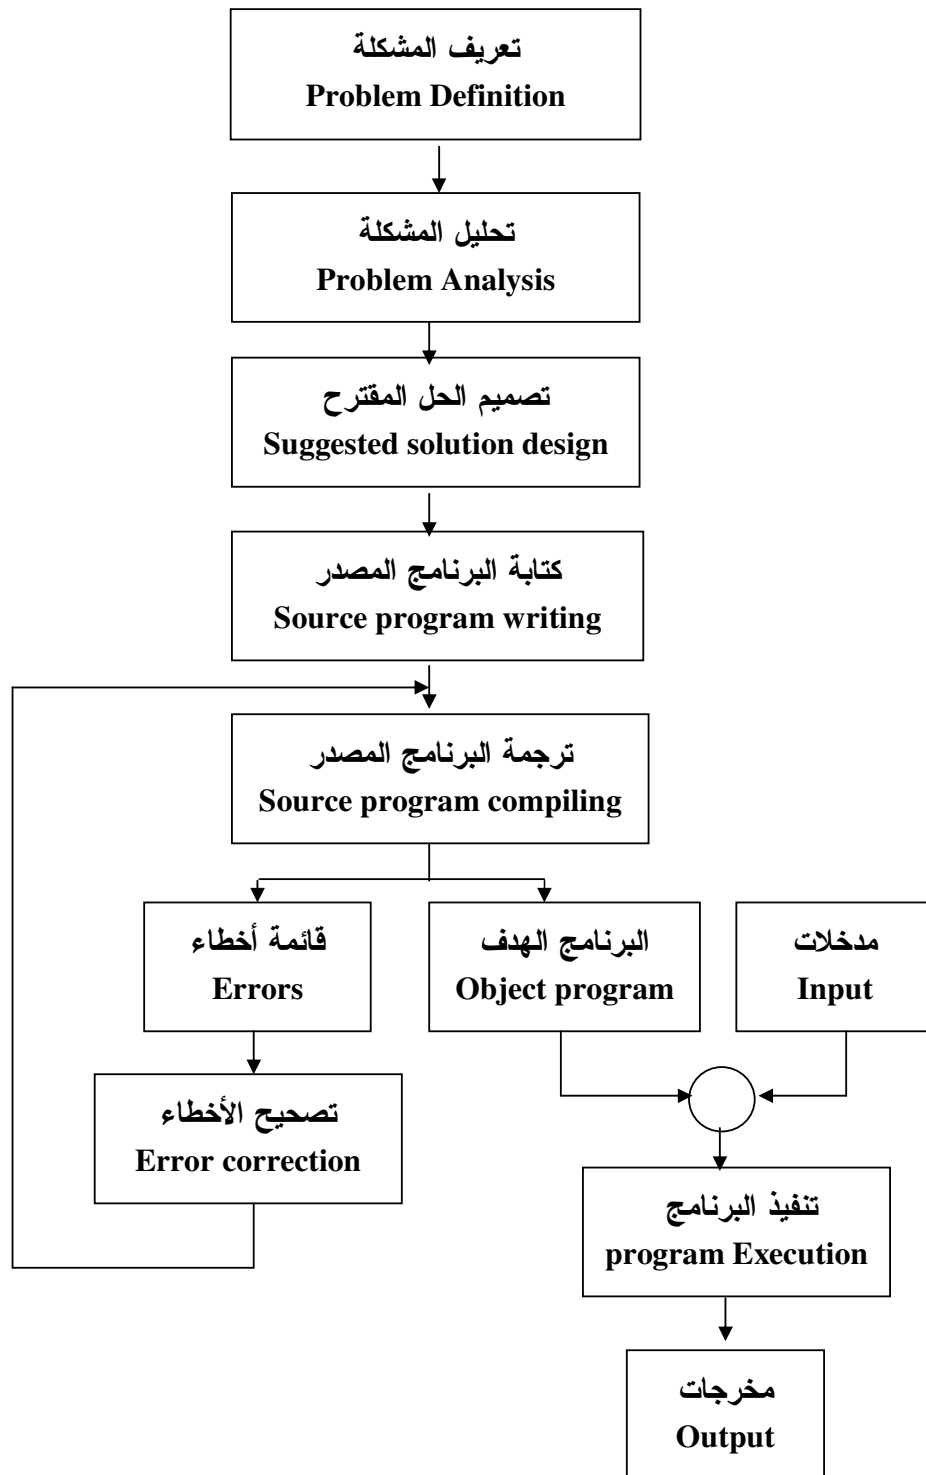 تعريف المشكلة
Problem Definition
تحليل المشكلة
Problem Analysis
تصميم الحل المقترح
Suggested solution design
كتابة البرنامج المصدر
Source program writing
ترجمة البرنامج المصدر
Source program compiling
قائمة أخطاء
Errors
البرنامج الهدف
Object program
مدخلات
Input
تصحيح الأخطاء
Error correction
تنفيذ البرنامج
program Execution
مخرجات
Output